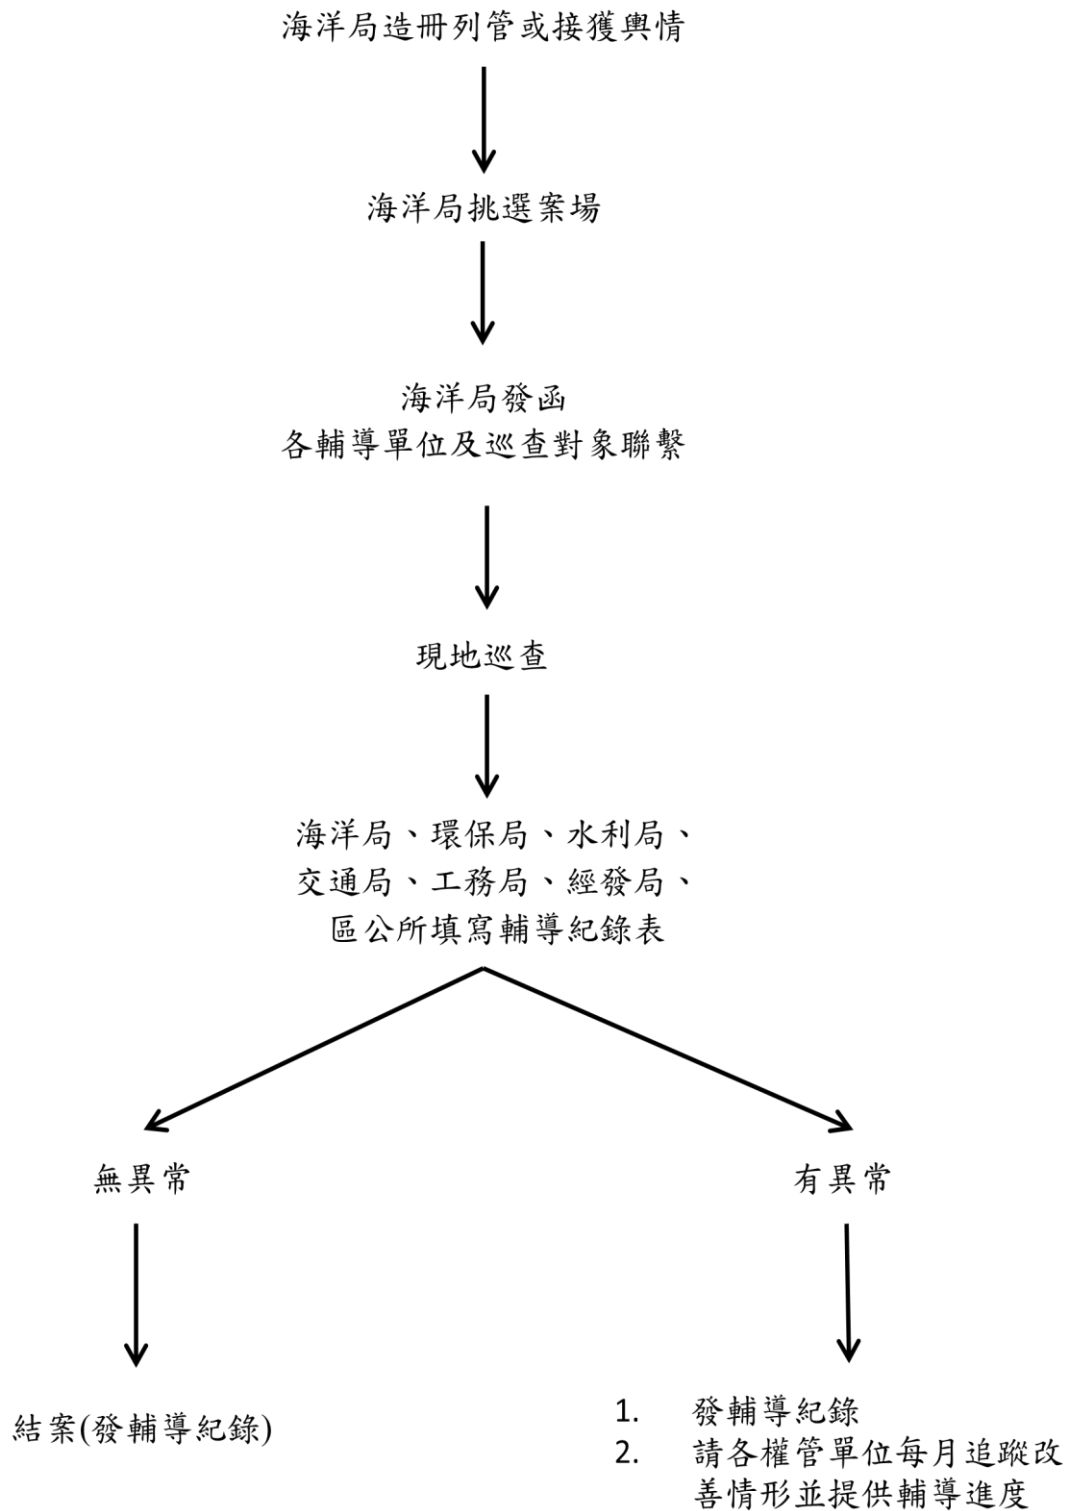 海洋局造冊列管或接獲輿情
海洋局挑選案場
海洋局發函
各輔導單位及巡查對象聯繫
現地巡查
海洋局、環保局、水利局、
交通局、工務局、經發局、
區公所填寫輔導紀錄表
無異常
有異常
結案(發輔導紀錄)
1. 發輔導紀錄
2. 請各權管單位每月追蹤改
善情形並提供輔導進度